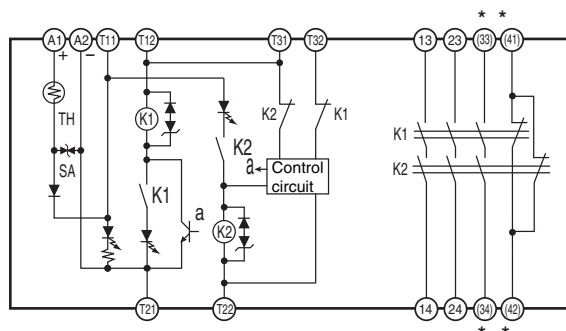 * *
A1 A2 T11 T12 T31 T32 13 23 (33) (41)
+ −
TH
SA
K1
K1
a
K2
K2
K2
K1
a
Control
circuit
K1
K2
T21 T22 14 24 (34) (42)
* *